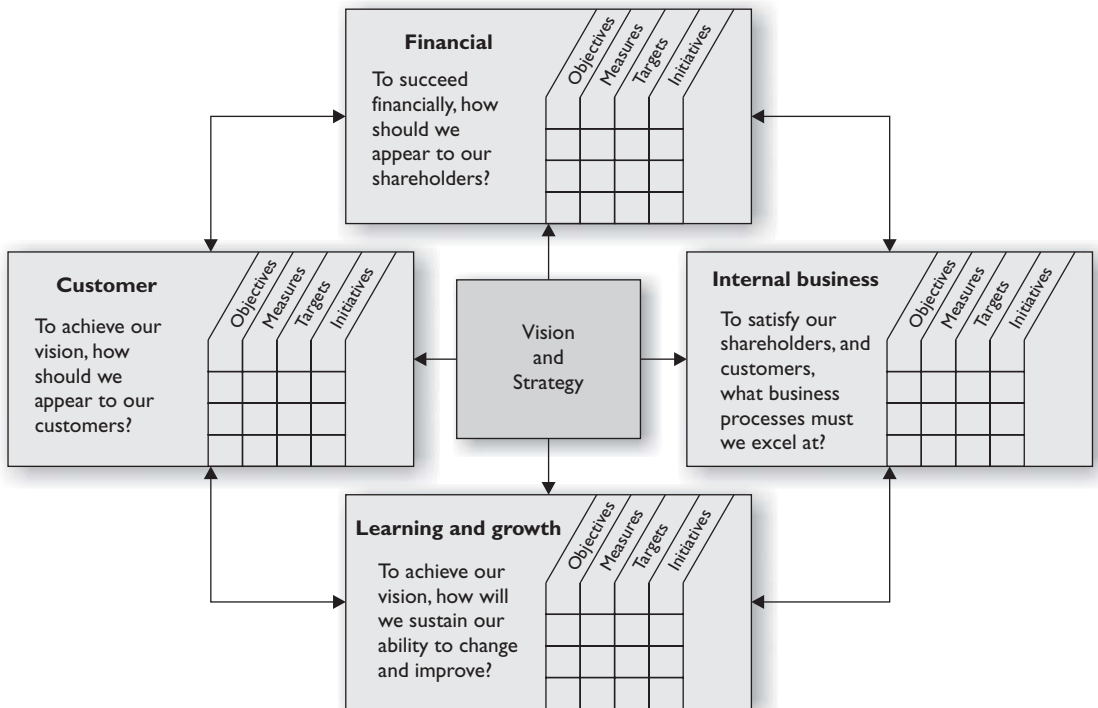 Financial
To succeed
financially, how
should we
appear to our
shareholders?
Objectives
Measures
Targets
Initiatives
Customer
To achieve our
vision, how
should we
appear to our
customers?
Objectives
Measures
Targets
Initiatives
Vision
and
Strategy
Internal business
To satisfy our
shareholders, and
customers,
what business
processes must
we excel at?
Objectives
Measures
Targets
Initiatives
Learning and growth
To achieve our
vision, how will
we sustain our
ability to change
and improve?
Objectives
Measures
Targets
Initiatives